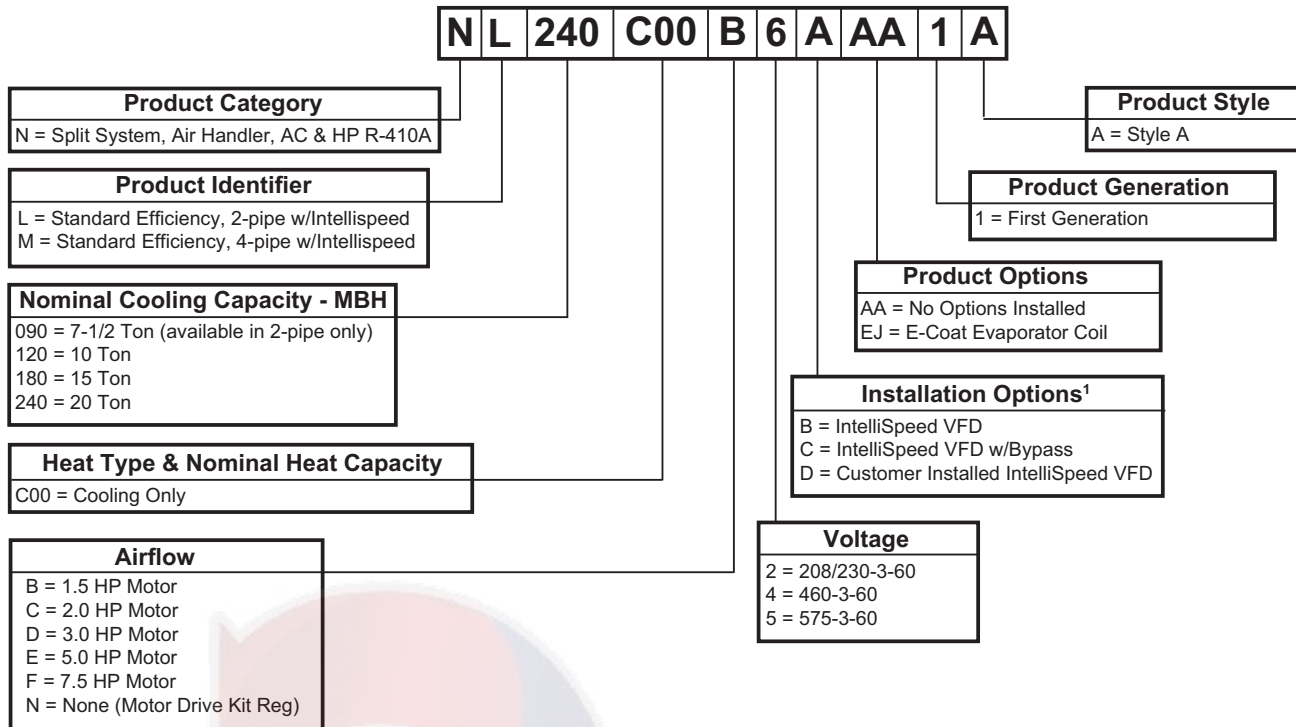 N L 240 C00 B 6 A AA 1 A
Product Category
N = Split System, Air Handler, AC & HP R-410A
Product Identifier
L = Standard Efficiency, 2-pipe w/Intellispeed
M = Standard Efficiency, 4-pipe w/Intellispeed
Nominal Cooling Capacity - MBH
090 = 7-1/2 Ton (available in 2-pipe only)
120 = 10 Ton
180 = 15 Ton
240 = 20 Ton
Heat Type & Nominal Heat Capacity
C00 = Cooling Only
Airflow
B = 1.5 HP Motor
C = 2.0 HP Motor
D = 3.0 HP Motor
E = 5.0 HP Motor
F = 7.5 HP Motor
N = None (Motor Drive Kit Reg)
Product Style
A = Style A
Product Generation
1 = First Generation
Product Options
AA = No Options Installed
EJ = E-Coat Evaporator Coil
Installation Options¹
B = IntelliSpeed VFD
C = IntelliSpeed VFD w/Bypass
D = Customer Installed IntelliSpeed VFD
Voltage
2 = 208/230-3-60
4 = 460-3-60
5 = 575-3-60